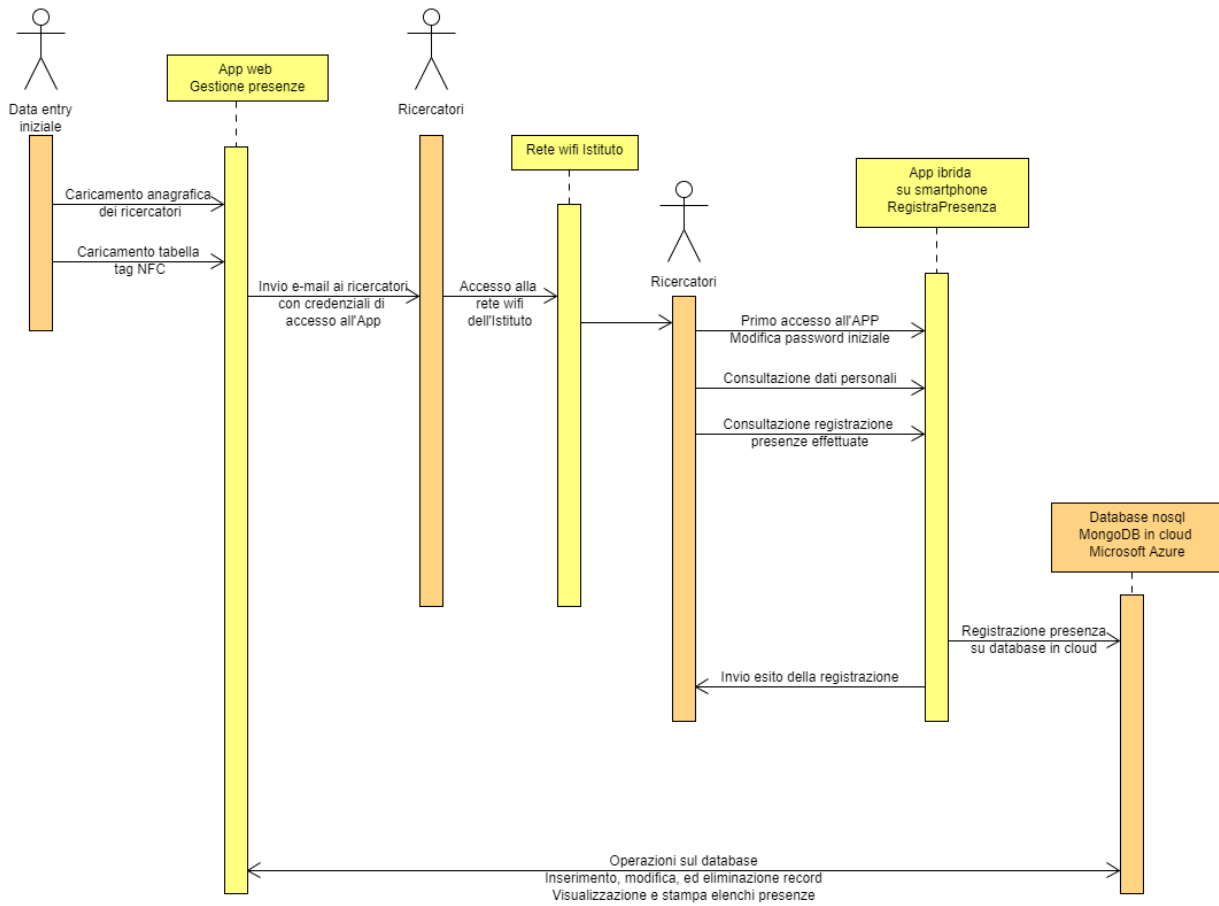 Data entry
iniziale
App web
Gestione presenze
Ricercatori
Rete wifi Istituto
App ibrida
su smartphone
RegistraPresenza
Caricamento anagrafica
dei ricercatori
Caricamento tabella
tag NFC
Invio e-mail ai ricercatori
con credenziali di
accesso all'App
Accesso alla
rete wifi
dell'Istituto
Ricercatori
Primo accesso all'APP
Modifica password iniziale
Consultazione dati personali
Consultazione registrazione
presenze effettuate
Database nosql
MongoDB in cloud
Microsoft Azure
Registrazione presenza
su database in cloud
Invio esito della registrazione
Operazioni sul database
Inserimento, modifica, ed eliminazione record
Visualizzazione e stampa elenchi presenze